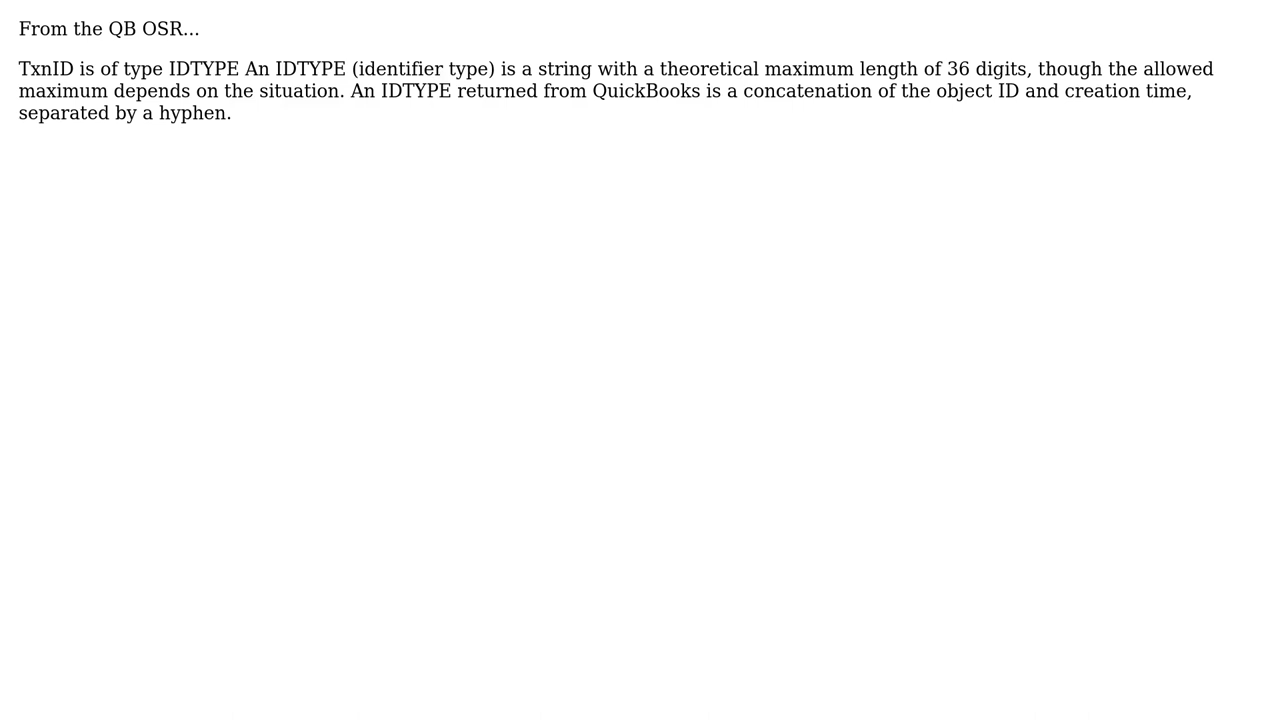 From the QB OSR...
TxnID is of type IDTYPE An IDTYPE (identifier type) is a string with a theoretical maximum length of 36 digits, though the allowed
maximum depends on the situation. An IDTYPE returned from QuickBooks is a concatenation of the object ID and creation time,
separated by a hyphen.